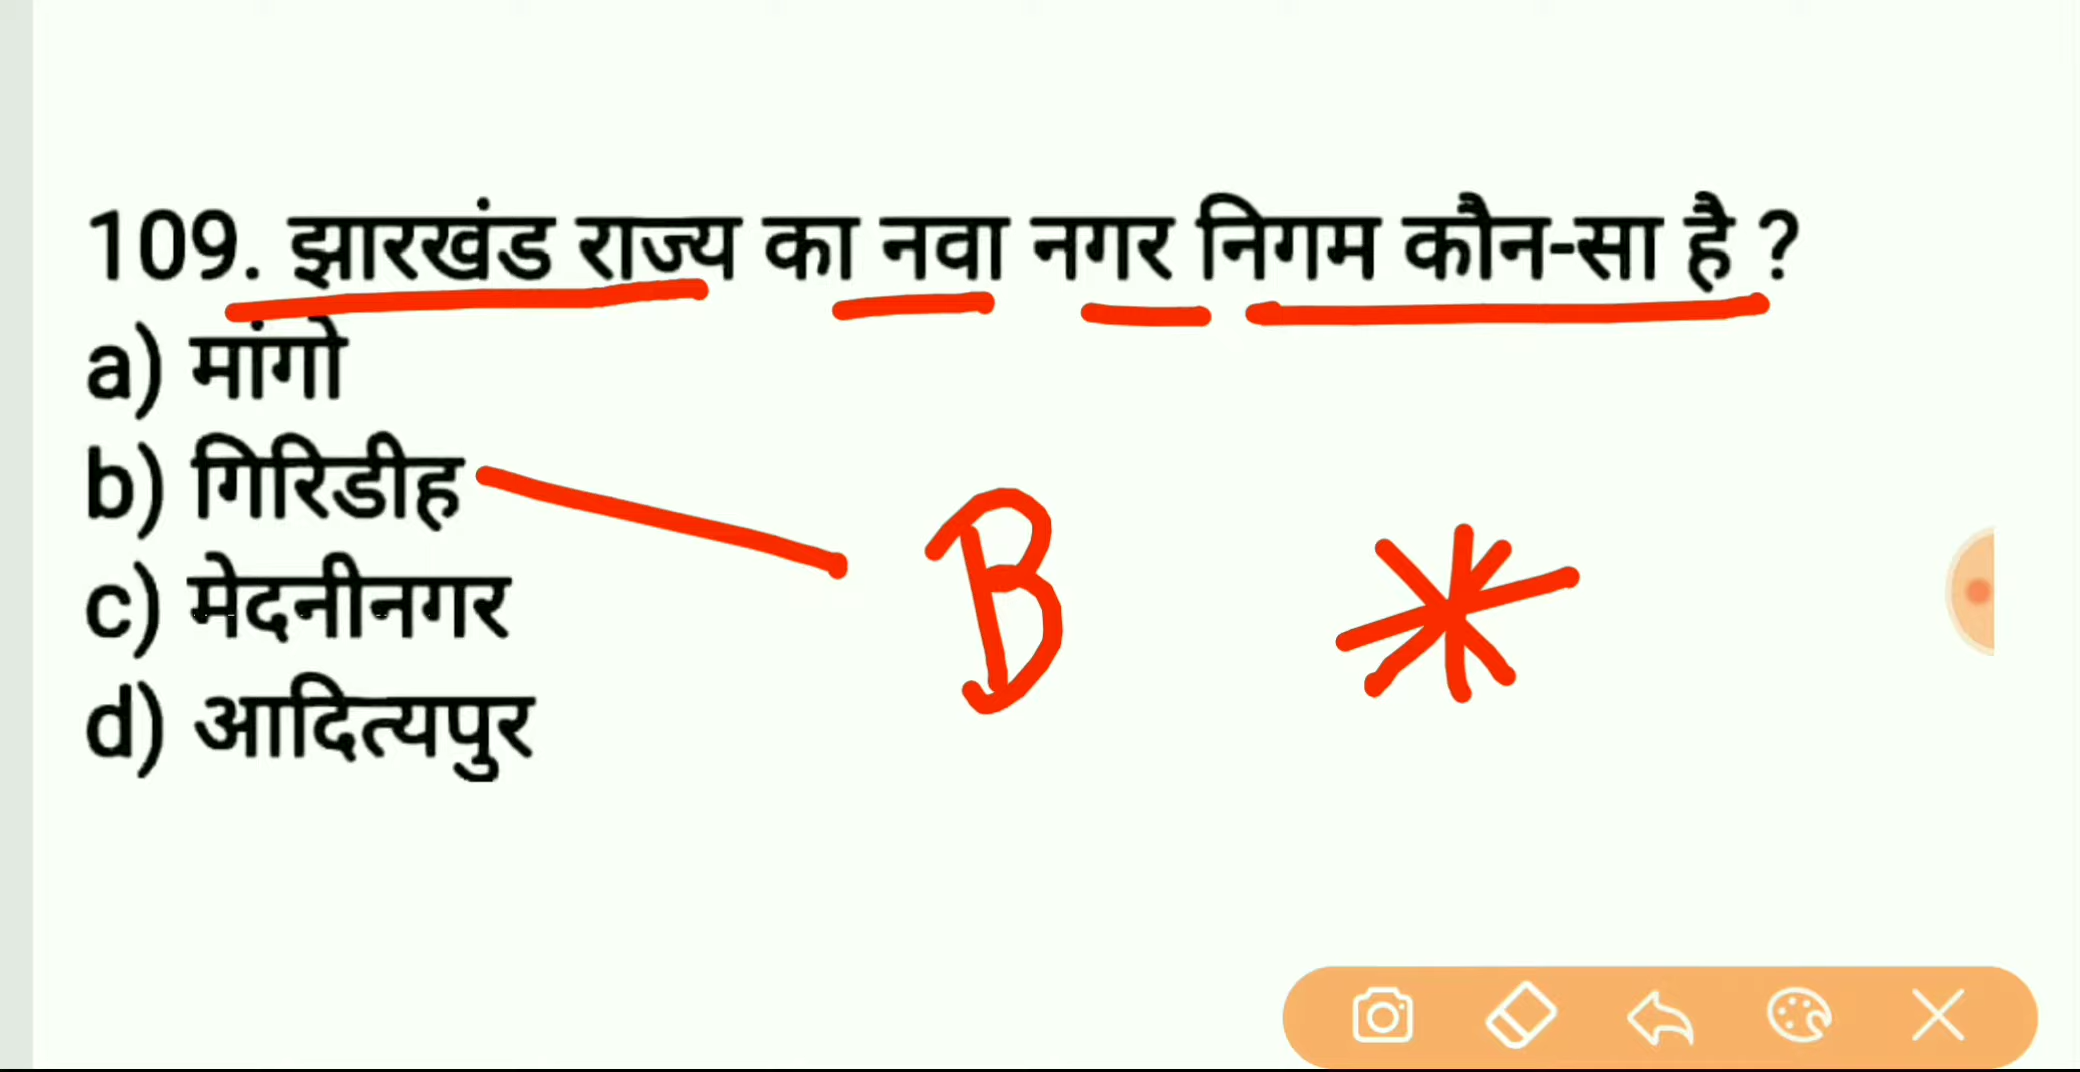 109. झारखंड राज्य का नवा नगर निगम कौन-सा है ?
a) मांगो
b) गिरिडीह
B
c) मेदनीनगर
d) आदित्यपुर